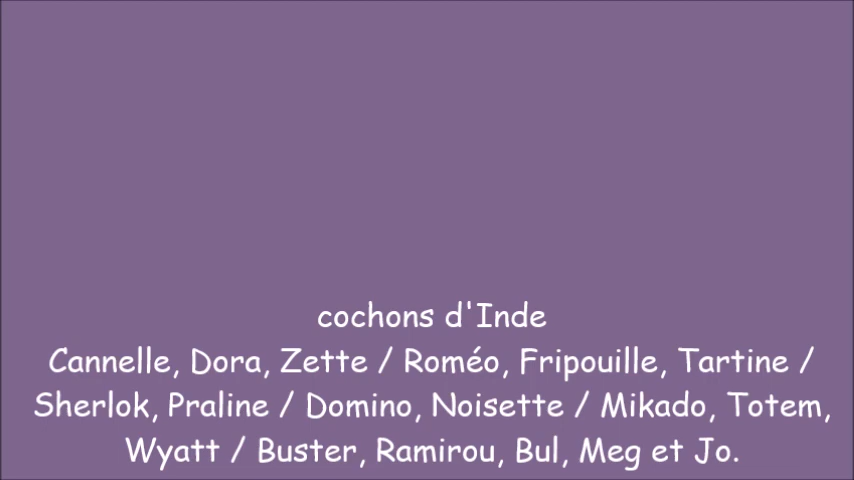 cochons d'Inde
Cannelle, Dora, Zette / Roméo, Fripouille, Tartine /
Sherlok, Praline / Domino, Noisette / Mikado, Totem,
Wyatt / Buster, Ramirou, Bul, Meg et Jo.